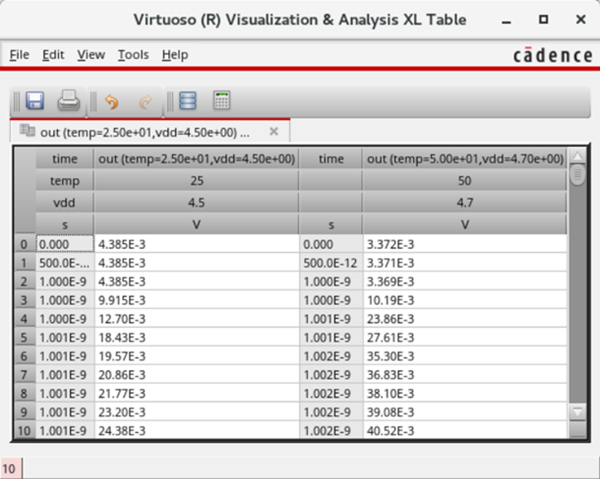 Virtuoso (R) Visualization & Analysis XL Table
File Edit View Tools Help
cādence
out (temp=2.50e+01,vdd=4.50e+00) ...
time out (temp=2.50e+01,vdd=4.50e+00) time out (temp=5.00e+01,vdd=4.70e+00)
temp 25 50
vdd 4.5 4.7
s V s V
0 0.000 4.385E-3 0.000 3.372E-3
1 500.0E-... 4.385E-3 500.0E-12 3.371E-3
2 1.000E-9 4.385E-3 1.000E-9 3.369E-3
3 1.000E-9 9.915E-3 1.000E-9 10.19E-3
4 1.000E-9 12.70E-3 1.001E-9 23.86E-3
5 1.001E-9 18.43E-3 1.001E-9 27.61E-3
6 1.001E-9 19.57E-3 1.002E-9 35.30E-3
7 1.001E-9 20.86E-3 1.002E-9 36.83E-3
8 1.001E-9 21.77E-3 1.002E-9 38.10E-3
9 1.001E-9 23.20E-3 1.002E-9 39.08E-3
10 1.001E-9 24.38E-3 1.002E-9 40.52E-3
10